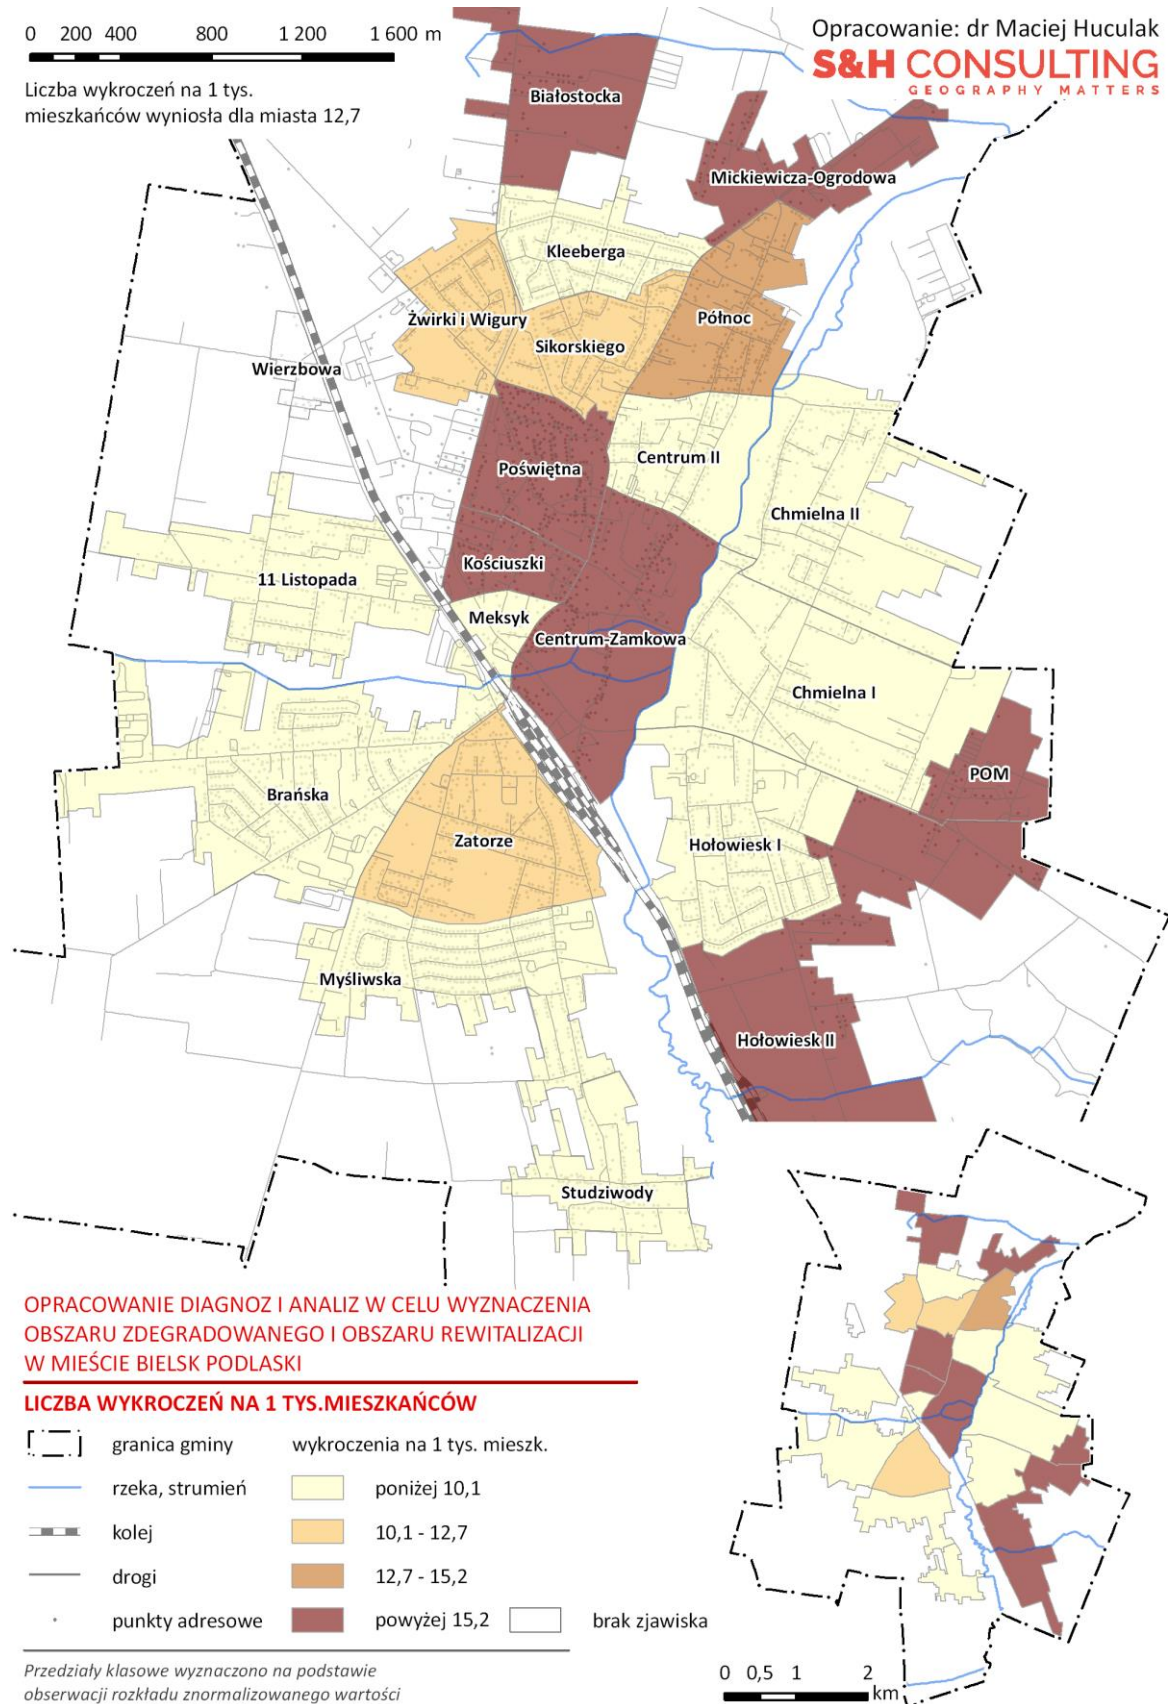 0 200 400 800 1 200 1 600 m
Opracowanie: dr Maciej Huculak
S&H CONSULTING
GEOGRAPHY MATTERS
Liczba wykroczeń na 1 tys.
mieszkańców wyniosła dla miasta 12,7
Białostocka
Mickiewicza-Ogrodowa
Kleeberga
Żwirki i Wigury
Północ
Sikorskiego
Wierzbowa
Centrum II
Poświętna
Chmielna II
Kościuszki
11 Listopada
Meksyk
Centrum-Zamkowa
Chmielna I
POM
Brańska
Zatorze
Hołowiesk I
Myśliwska
Hołowiesk II
Studziwody
OPRACOWANIE DIAGNOZ I ANALIZ W CELU WYZNACZENIA
OBSZARU ZDEGRADOWANEGO I OBSZARU REWITALIZACJI
W MIEŚCIE BIELSK PODLASKI
LICZBA WYKROCZEŃ NA 1 TYS.MIESZKAŃCÓW
granica gminy wykroczenia na 1 tys. mieszk.
rzeka, strumień poniżej 10,1
kolej 10,1 - 12,7
drogi 12,7 - 15,2
punkty adresowe powyżej 15,2 brak zjawiska
Przedziały klasowe wyznaczono na podstawie
obserwacji rozkładu znormalizowanego wartości
0 0,5 1 2
km